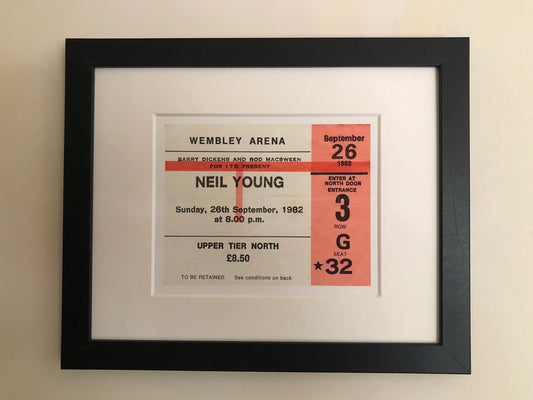 WEMBLEY ARENA
BARRY DICKENS AND ROD MACSWEEN
FOR ITB PRESENT
NEIL YOUNG
Sunday, 26th September, 1982
at 8.00 p.m.
UPPER TIER NORTH
£8.50
TO BE RETAINED See conditions on back
September
26
1982
ENTER AT
NORTH DOOR
ENTRANCE
3
ROW
G
SEAT
★32